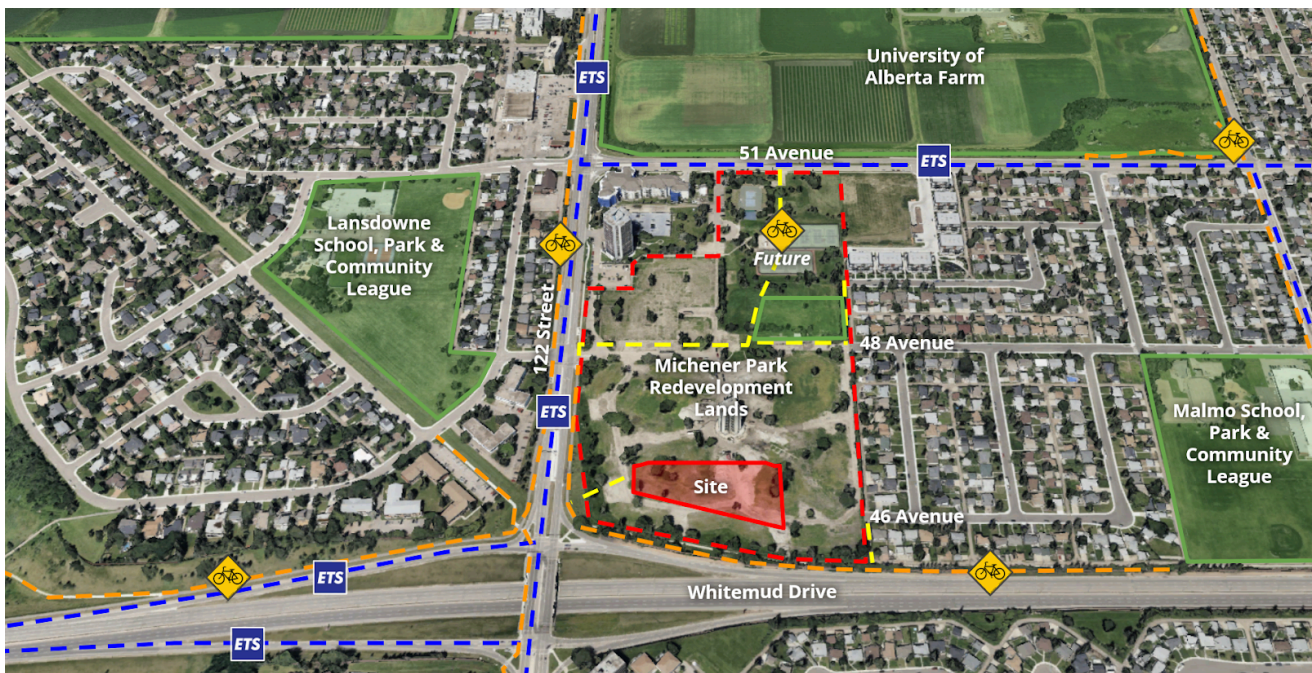 University of
Alberta Farm
ETS
51 Avenue
ETS
Lansdowne
School, Park &
Community
League
Future
122 Street
48 Avenue
Michener Park
Redevelopment
Lands
ETS
Malmo School,
Park &
Community
League
Site
46 Avenue
ETS
Whitemud Drive
ETS